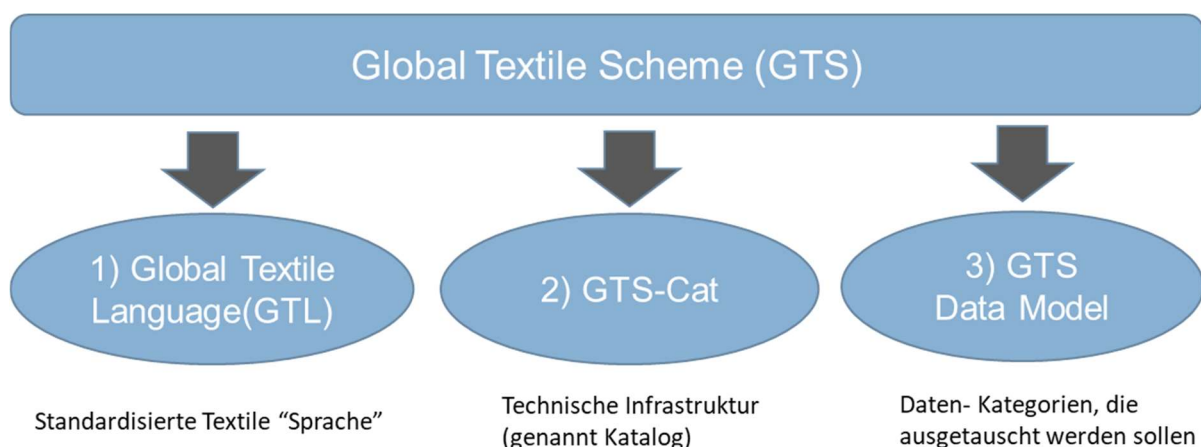 Global Textile Scheme (GTS)
1) Global Textile
Language(GTL)
2) GTS-Cat
3) GTS
Data Model
Standardisierte Textile “Sprache”
Technische Infrastruktur
(genannt Katalog)
Daten- Kategorien, die
ausgetauscht werden sollen